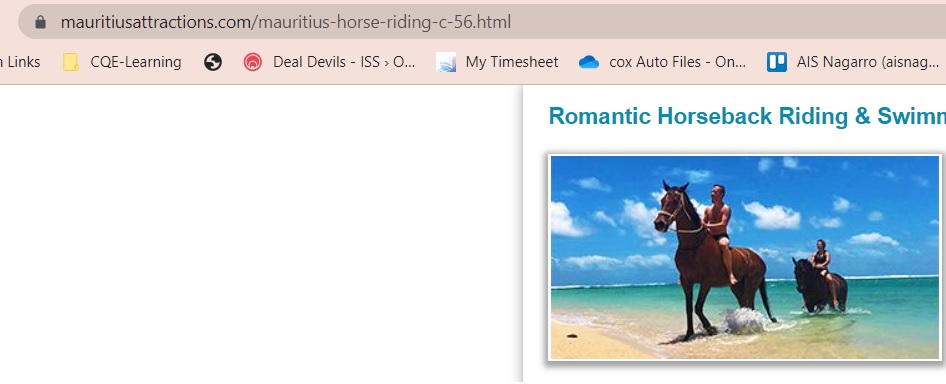 mauritiusattractions.com/mauritius-horse-riding-c-56.html
Links CQE-Learning Deal Devils - ISS › O... My Timesheet cox Auto Files - On... AIS Nagarro (aisnag...
Romantic Horseback Riding &